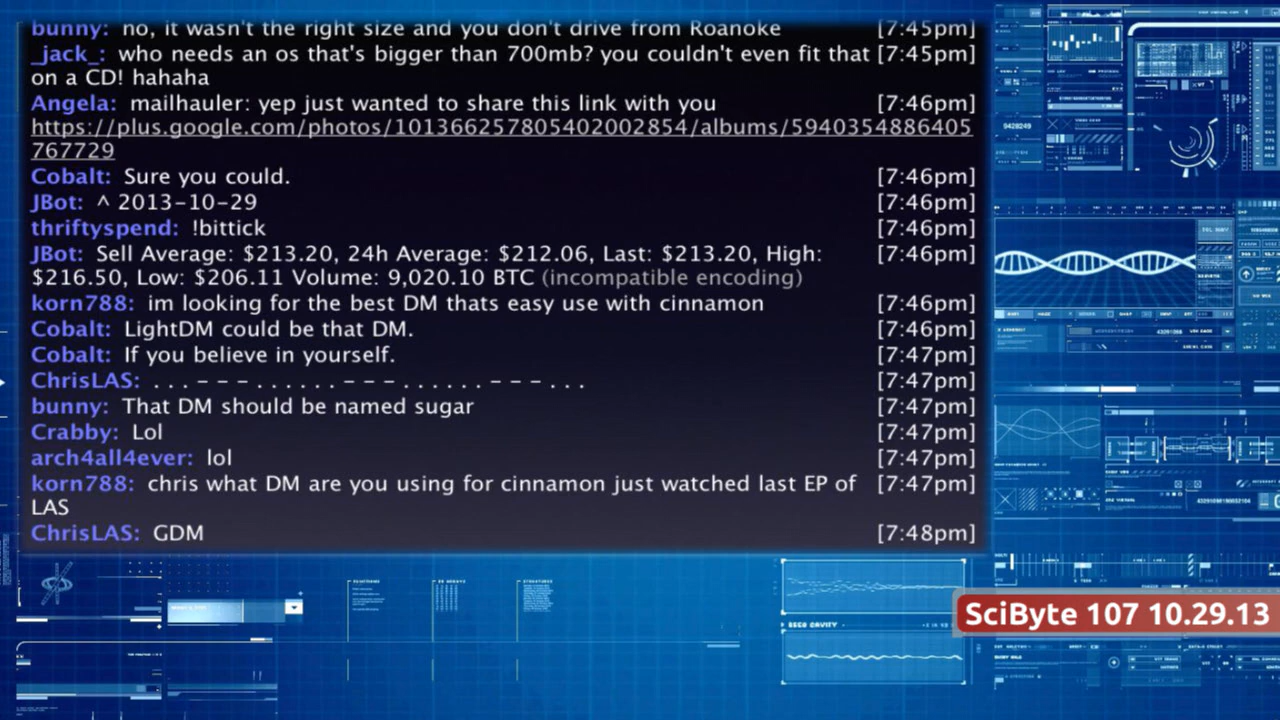 bunny: no, it wasn't the right size and you don't drive from Roanoke [7:45pm]
_jack_: who needs an os that's bigger than 700mb? you couldn't even fit that [7:45pm]
on a CD! hahaha
Angela: mailhauler: yep just wanted to share this link with you [7:46pm]
https://plus.google.com/photos/101366257803402002854/albums/5940354886405
767729
Cobalt: Sure you could. [7:46pm]
JBot: ^ 2013-10-29 [7:46pm]
thriftyspend: !bittick [7:46pm]
JBot: Sell Average: $213.20, 24h Average: $212.06, Last: $213.20, High: [7:46pm]
$216.50, Low: $206.11 Volume: 9,020.10 BTC (incompatible encoding)
korn788: im looking for the best DM thats easy use with cinnamon [7:46pm]
Cobalt: LightDM could be that DM. [7:46pm]
Cobalt: If you believe in yourself. [7:47pm]
ChrisLAS: . . . - - - . . . . . . - - - . . . . . . - - - . . . [7:47pm]
bunny: That DM should be named sugar [7:47pm]
Crabby: Lol [7:47pm]
arch4all4ever: lol [7:47pm]
korn788: chris what DM are you using for cinnamon just watched last EP of [7:47pm]
LAS
ChrisLAS: GDM [7:48pm]
SciByte 107 10.29.13